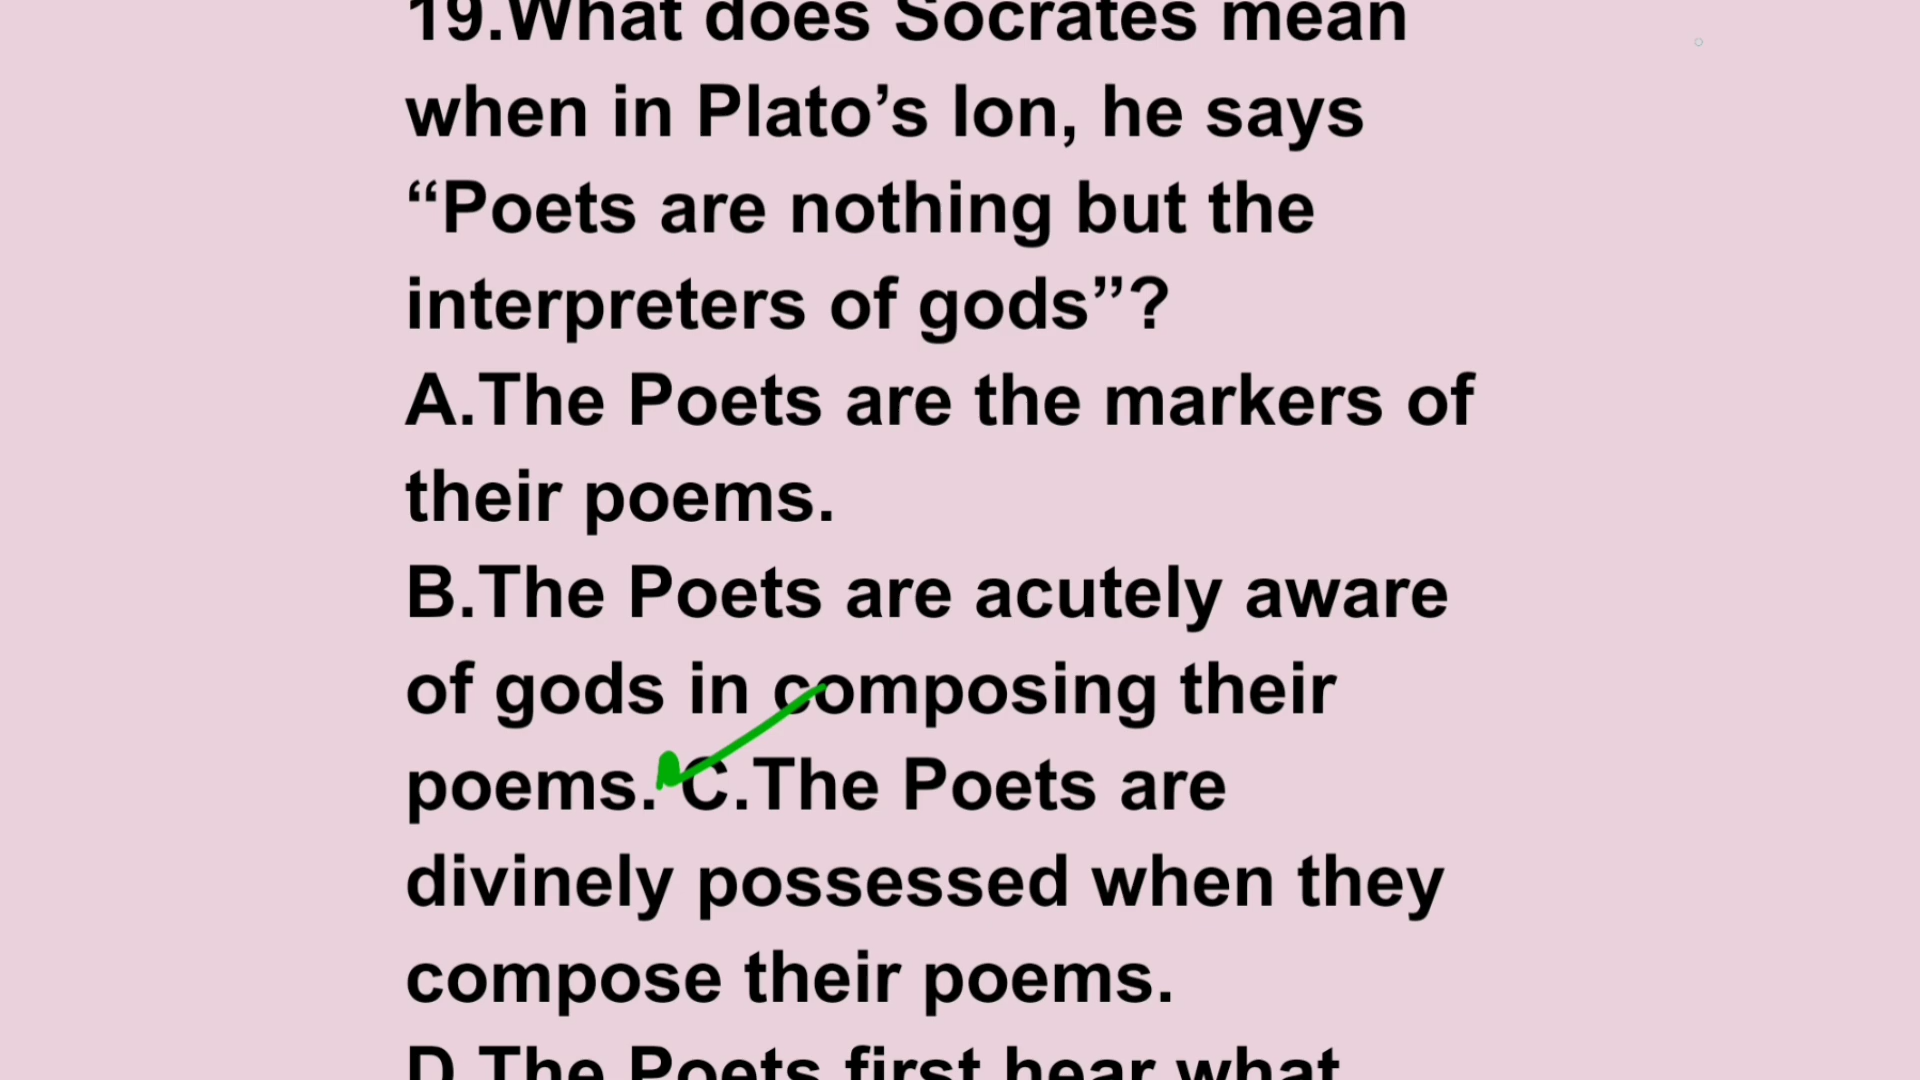 19.What does Socrates mean
when in Plato’s Ion, he says
“Poets are nothing but the
interpreters of gods”?
A.The Poets are the markers of
their poems.
B.The Poets are acutely aware
of gods in composing their
poems. C.The Poets are
divinely possessed when they
compose their poems.
D.The Poets first hear what